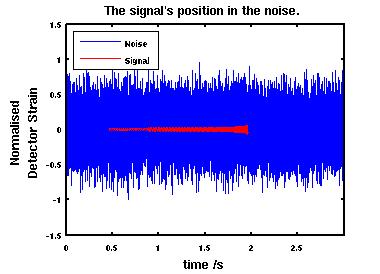 The signal's position in the noise.
Noise
Signal
Normalised
Detector Strain
1.5
1
0.5
0
-0.5
-1
-1.5
0 0.5 1 1.5 2 2.5
time /s